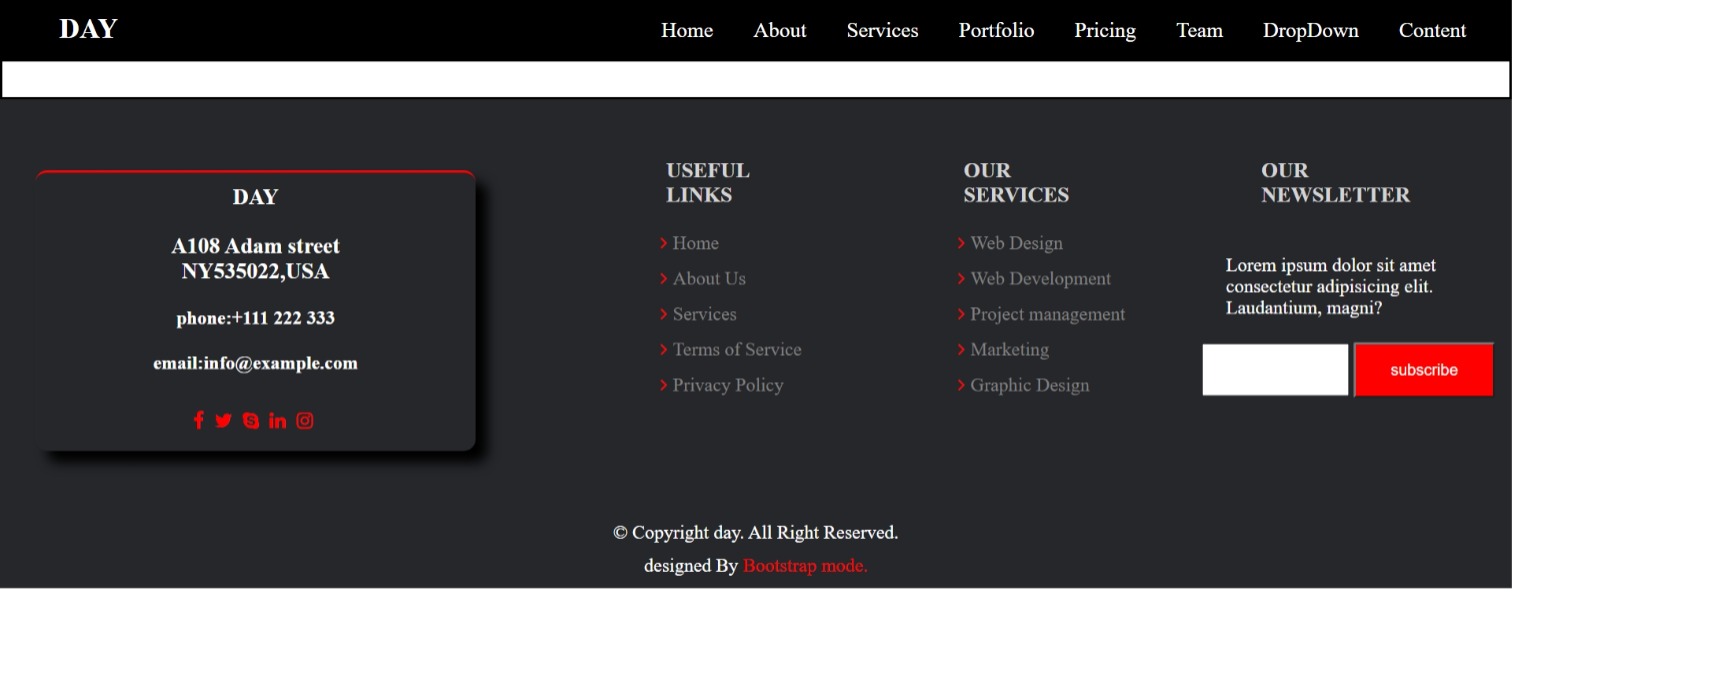 DAY
Home About Services Portfolio Pricing Team DropDown Content
DAY
A108 Adam street
NY535022,USA
phone:+111 222 333
email:info@example.com
USEFUL
LINKS
Home
About Us
Services
Terms of Service
Privacy Policy
OUR
SERVICES
Web Design
Web Development
Project management
Marketing
Graphic Design
OUR
NEWSLETTER
Lorem ipsum dolor sit amet
consectetur adipisicing elit.
Laudantium, magni?
subscribe
© Copyright day. All Right Reserved.
designed By Bootstrap mode.